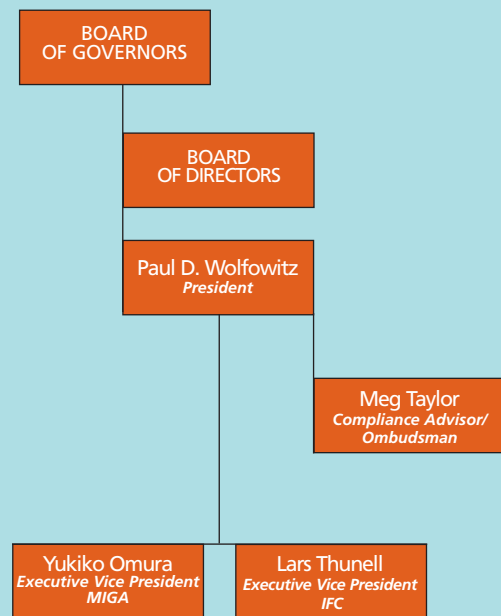 BOARD
OF GOVERNORS
BOARD
OF DIRECTORS
Paul D. Wolfowitz
President
Meg Taylor
Compliance Advisor/
Ombudsman
Yukiko Omura
Executive Vice President
MIGA
Lars Thunell
Executive Vice President
IFC